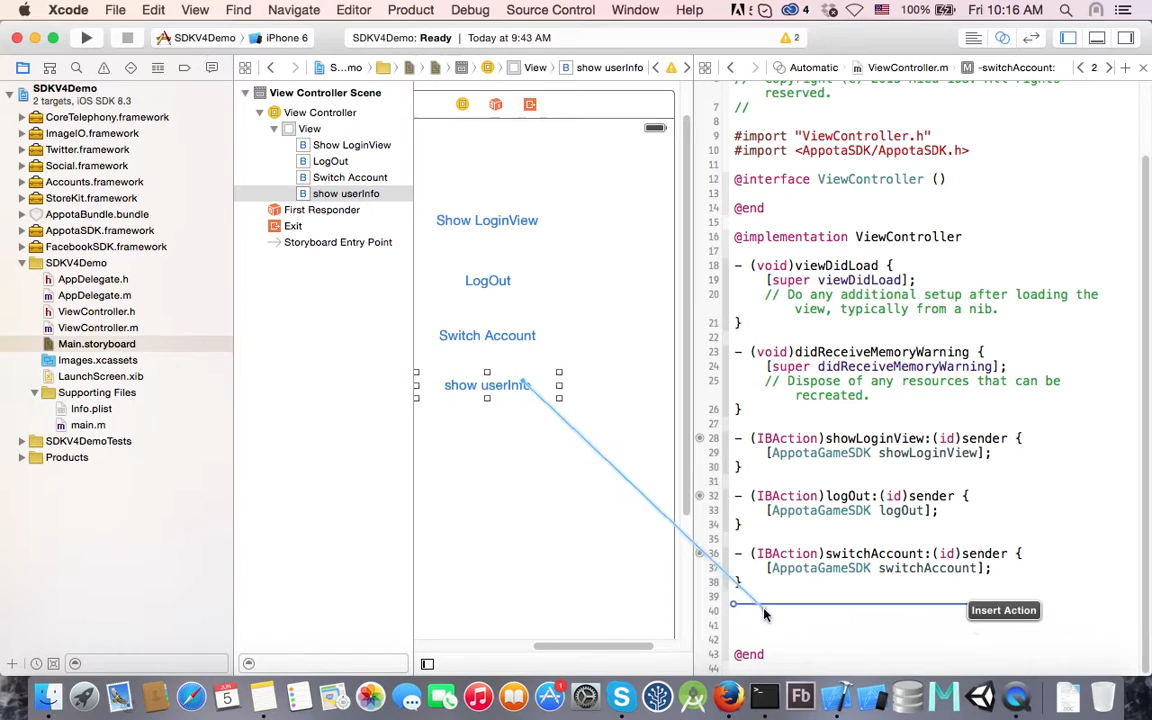 Xcode File Edit View Find Navigate Editor Product Debug Source Control Window Help 4 100% Fri 10:16 AM
SDKV4Demo iPhone 6 SDKV4Demo: Ready | Today at 9:43 AM 2
S...mo View show userInfo Automatic ViewController.m M -switchAccount: 2
SDKV4Demo
2 targets, iOS SDK 8.3
CoreTelephony.framework
ImageIO.framework
Twitter.framework
Social.framework
Accounts.framework
StoreKit.framework
AppotaBundle.bundle
AppotaSDK.framework
FacebookSDK.framework
SDKV4Demo
h AppDelegate.h
m AppDelegate.m
h ViewController.h
m ViewController.m
Main.storyboard
Images.xcassets
LaunchScreen.xib
Supporting Files
Info.plist
m main.m
SDKV4DemoTests
Products
View Controller Scene
View Controller
View
B Show LoginView
B LogOut
B Switch Account
B show userInfo
First Responder
Exit
Storyboard Entry Point
Show LoginView
LogOut
Switch Account
show userInfo
reserved.
7 //
8
9 #import "ViewController.h"
10 #import <AppotaSDK/AppotaSDK.h>
11
12 @interface ViewController ()
13
14 @end
15
16 @implementation ViewController
17
18 - (void)viewDidLoad {
19 [super viewDidLoad];
20 // Do any additional setup after loading the
view, typically from a nib.
21 }
22
23 - (void)didReceiveMemoryWarning {
24 [super didReceiveMemoryWarning];
25 // Dispose of any resources that can be
recreated.
26 }
27
28 - (IBAction)showLoginView:(id)sender {
29 [AppotaGameSDK showLoginView];
30 }
31
32 - (IBAction)logOut:(id)sender {
33 [AppotaGameSDK logOut];
34 }
35
36 - (IBAction)switchAccount:(id)sender {
37 [AppotaGameSDK switchAccount];
38 }
39
40
Insert Action
41
42
43 @end
44
JUN
5
1
Fb